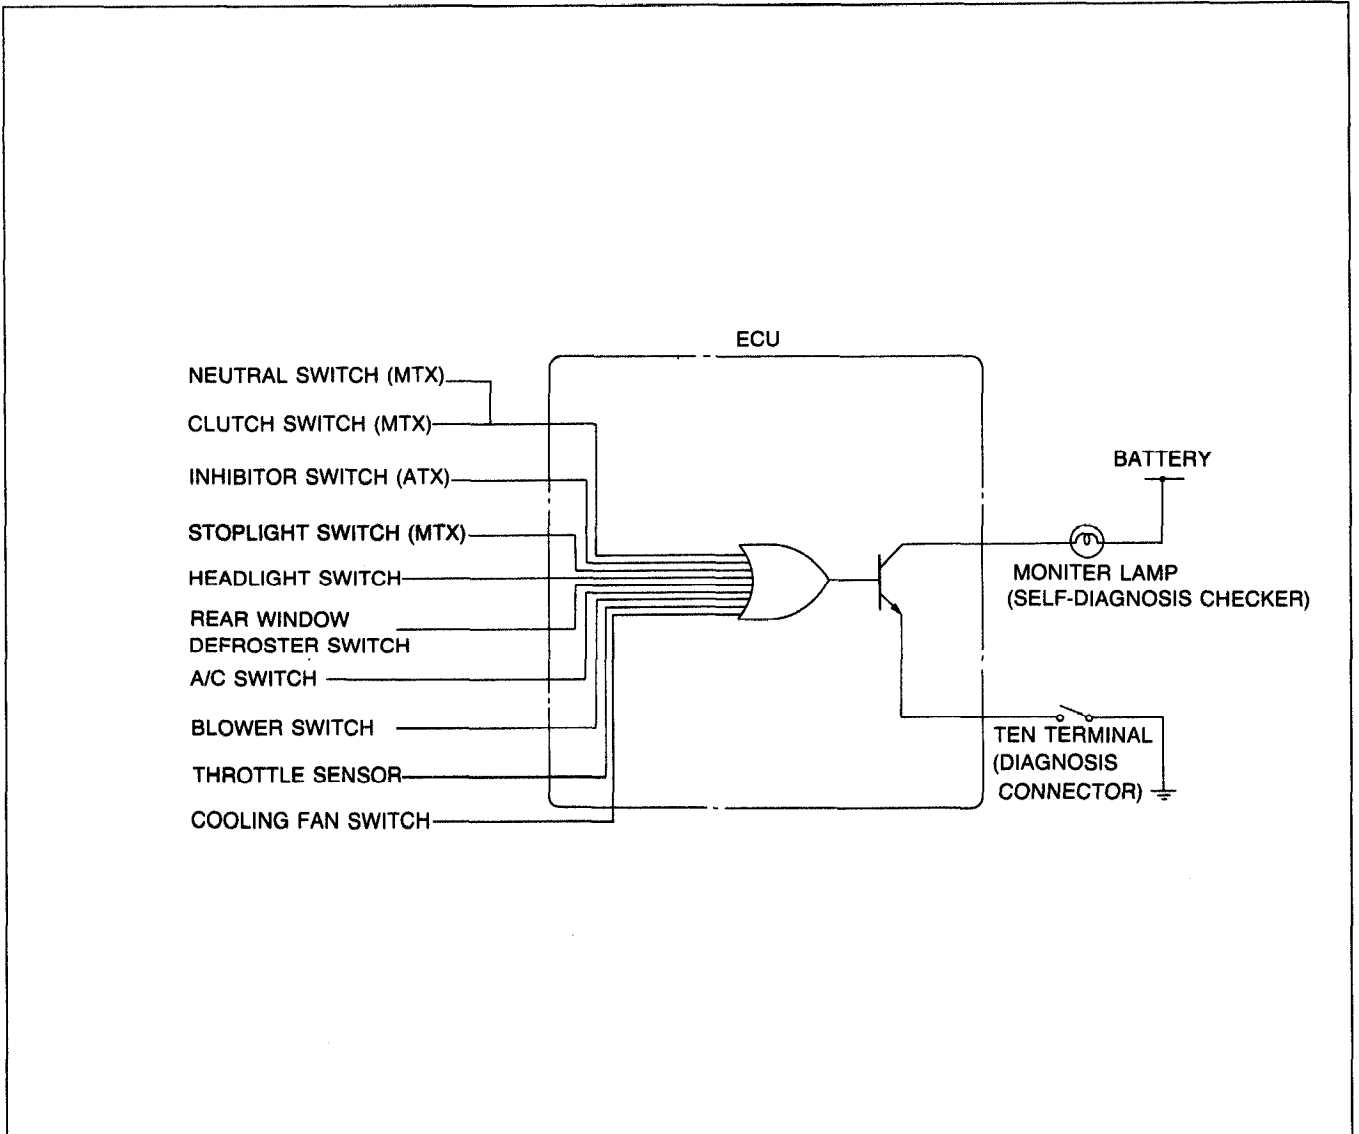 ECU
NEUTRAL SWITCH (MTX)
CLUTCH SWITCH (MTX)
INHIBITOR SWITCH (ATX)
STOPLIGHT SWITCH (MTX)
HEADLIGHT SWITCH
REAR WINDOW
DEFROSTER SWITCH
A/C SWITCH
BLOWER SWITCH
THROTTLE SENSOR
COOLING FAN SWITCH
BATTERY
MONITER LAMP
(SELF-DIAGNOSIS CHECKER)
TEN TERMINAL
(DIAGNOSIS
CONNECTOR)